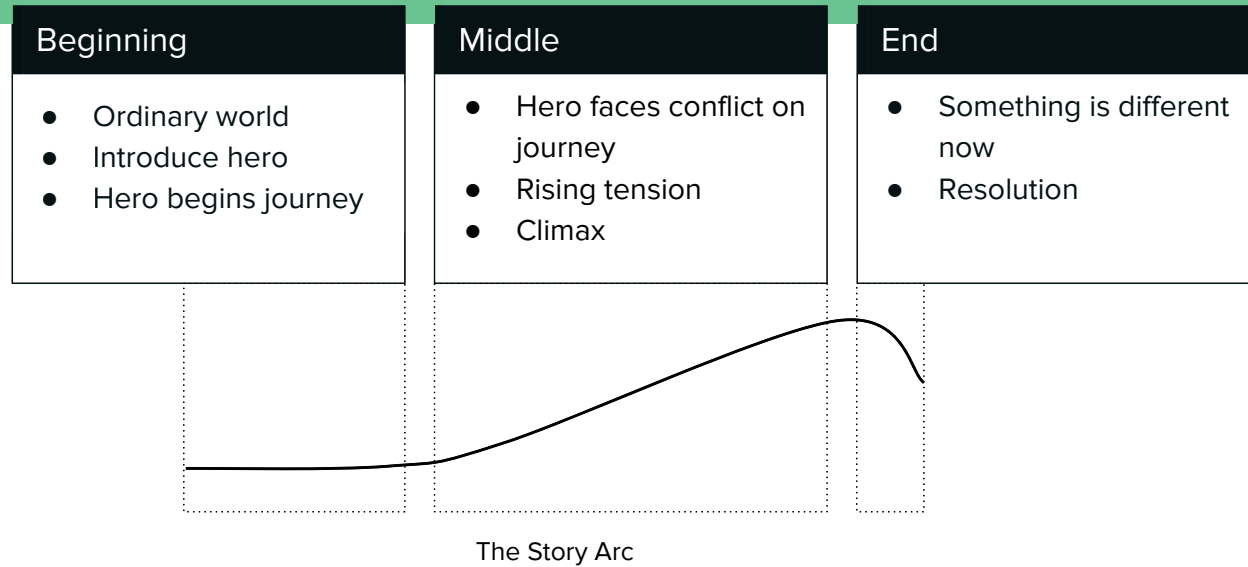 Beginning
● Ordinary world
● Introduce hero
● Hero begins journey
Middle
● Hero faces conflict on
journey
● Rising tension
● Climax
End
● Something is different
now
● Resolution
The Story Arc